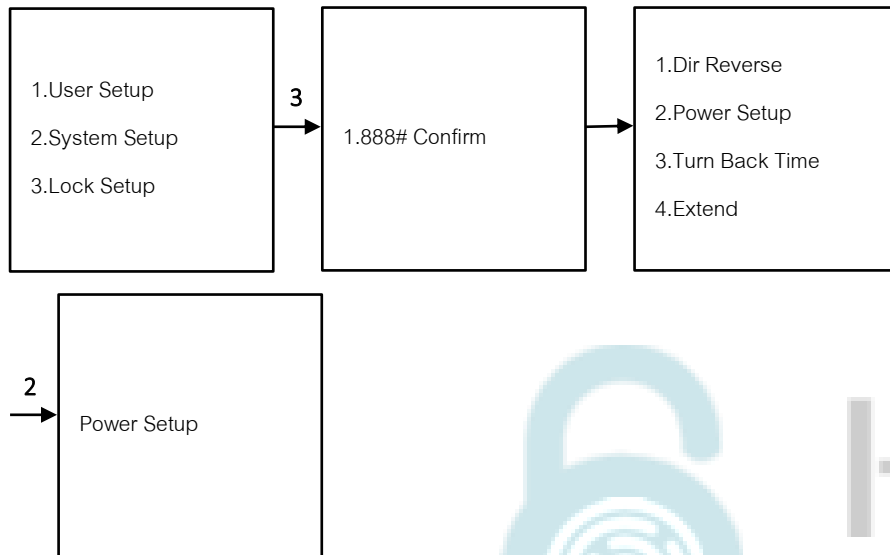 1.User Setup
2.System Setup
3.Lock Setup
3
1.888# Confirm
1.Dir Reverse
2.Power Setup
3.Turn Back Time
4.Extend
2
Power Setup